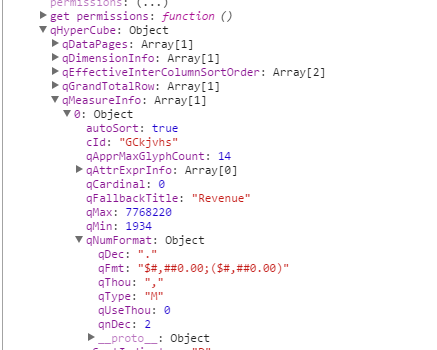 permissions: (...)
get permissions: function ()
qHyperCube: Object
qDataPages: Array[1]
qDimensionInfo: Array[1]
qEffectiveInterColumnSortOrder: Array[2]
qGrandTotalRow: Array[1]
qMeasureInfo: Array[1]
0: Object
autoSort: true
cId: "GCkjvhs"
qApprMaxGlyphCount: 14
qAttrExprInfo: Array[0]
qCardinal: 0
qFallbackTitle: "Revenue"
qMax: 7768220
qMin: 1934
qNumFormat: Object
qDec: "."
qFmt: "$#,##0.00;($#,##0.00)"
qThou: ","
qType: "M"
qUseThou: 0
qnDec: 2
__proto__: Object